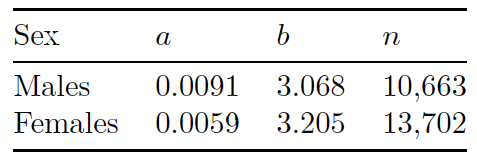 Sex a b n
Males 0.0091 3.068 10,663
Females 0.0059 3.205 13,702